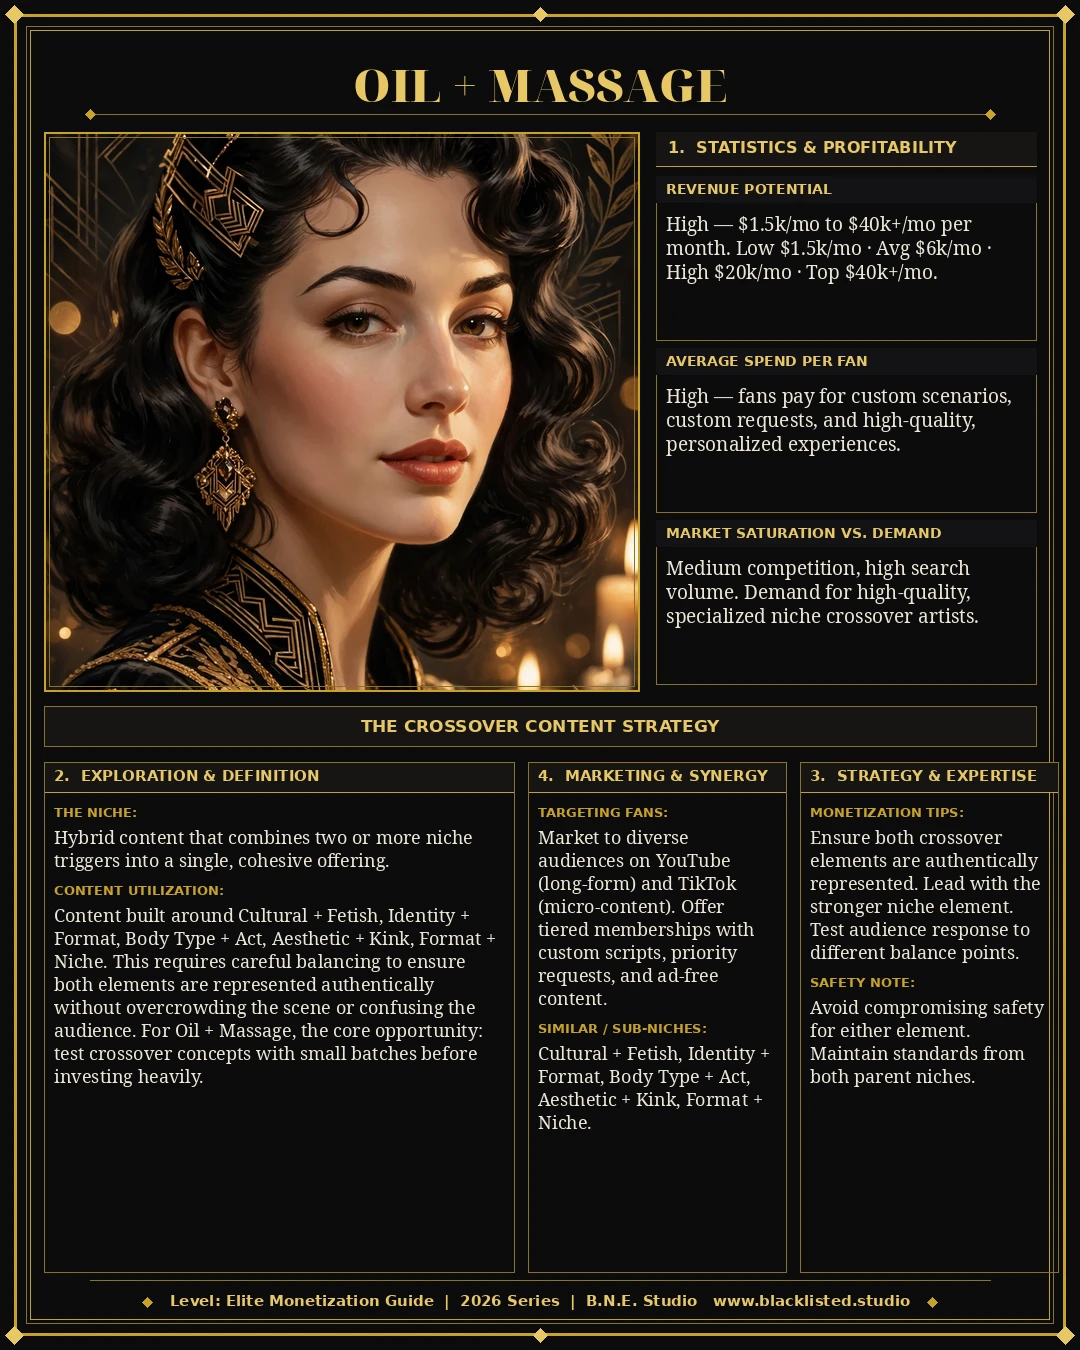 OIL + MASSAGE
1. STATISTICS & PROFITABILITY
REVENUE POTENTIAL
High — $1.5k/mo to $40k+/mo per
month. Low $1.5k/mo · Avg $6k/mo ·
High $20k/mo · Top $40k+/mo.
AVERAGE SPEND PER FAN
High — fans pay for custom scenarios,
custom requests, and high-quality,
personalized experiences.
MARKET SATURATION VS. DEMAND
Medium competition, high search
volume. Demand for high-quality,
specialized niche crossover artists.
THE CROSSOVER CONTENT STRATEGY
2. EXPLORATION & DEFINITION
THE NICHE:
Hybrid content that combines two or more niche
triggers into a single, cohesive offering.
CONTENT UTILIZATION:
Content built around Cultural + Fetish, Identity +
Format, Body Type + Act, Aesthetic + Kink, Format +
Niche. This requires careful balancing to ensure
both elements are represented authentically
without overcrowding the scene or confusing the
audience. For Oil + Massage, the core opportunity:
test crossover concepts with small batches before
investing heavily.
4. MARKETING & SYNERGY
TARGETING FANS:
Market to diverse
audiences on YouTube
(long-form) and TikTok
(micro-content). Offer
tiered memberships with
custom scripts, priority
requests, and ad-free
content.
SIMILAR / SUB-NICHES:
Cultural + Fetish, Identity +
Format, Body Type + Act,
Aesthetic + Kink, Format +
Niche.
3. STRATEGY & EXPERTISE
MONETIZATION TIPS:
Ensure both crossover
elements are authentically
represented. Lead with the
stronger niche element.
Test audience response to
different balance points.
SAFETY NOTE:
Avoid compromising safety
for either element.
Maintain standards from
both parent niches.
Level: Elite Monetization Guide | 2026 Series | B.N.E. Studio www.blacklisted.studio